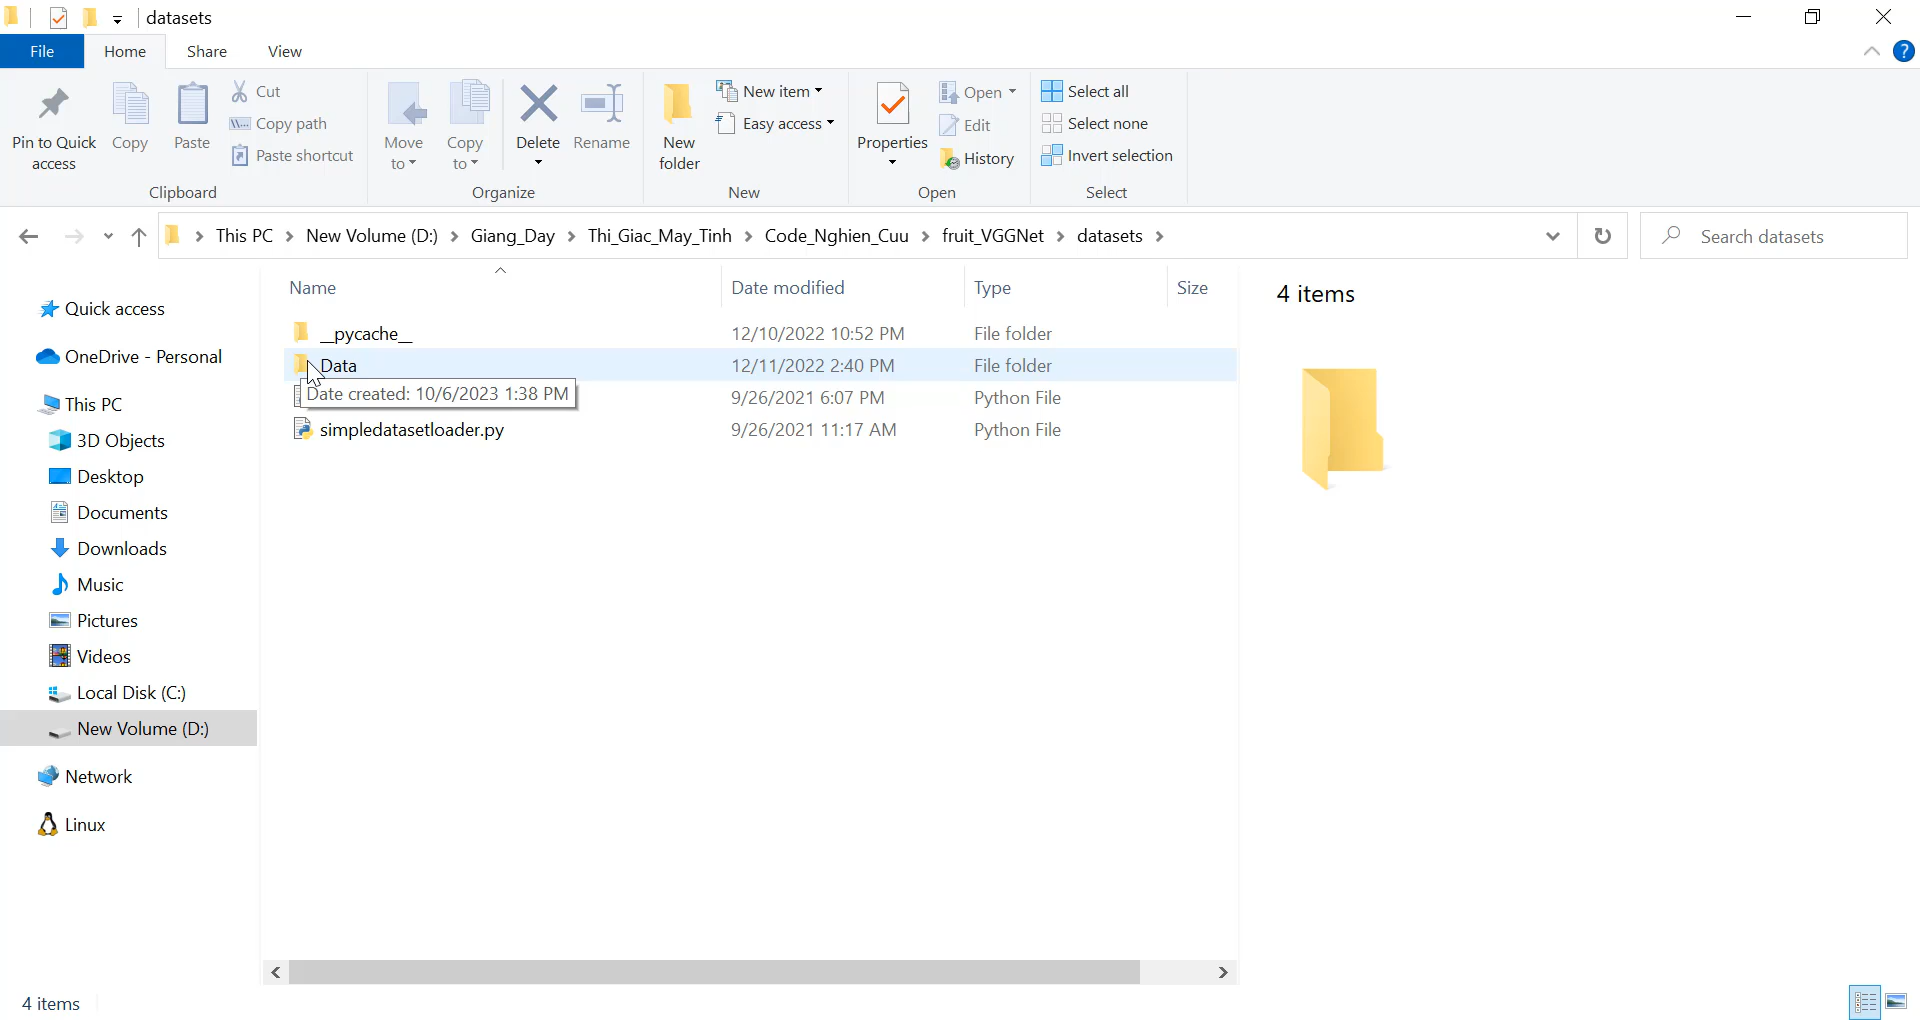 datasets
File Home Share View
Pin to Quick access
Copy
Paste
Cut
Copy path
Paste shortcut
Clipboard
Move to
Copy to
Delete
Rename
Organize
New folder
New item
Easy access
New
Properties
Open
Edit
History
Open
Select all
Select none
Invert selection
Select
This PC > New Volume (D:) > Giang_Day > Thi_Giac_May_Tinh > Code_Nghien_Cuu > fruit_VGGNet > datasets >
Search datasets
Quick access
OneDrive - Personal
This PC
3D Objects
Desktop
Documents
Downloads
Music
Pictures
Videos
Local Disk (C:)
New Volume (D:)
Network
Linux
Name Date modified Type Size
__pycache__ 12/10/2022 10:52 PM File folder
Data 12/11/2022 2:40 PM File folder
Date created: 10/6/2023 1:38 PM
9/26/2021 6:07 PM Python File
simpledatasetloader.py 9/26/2021 11:17 AM Python File
4 items
4 items